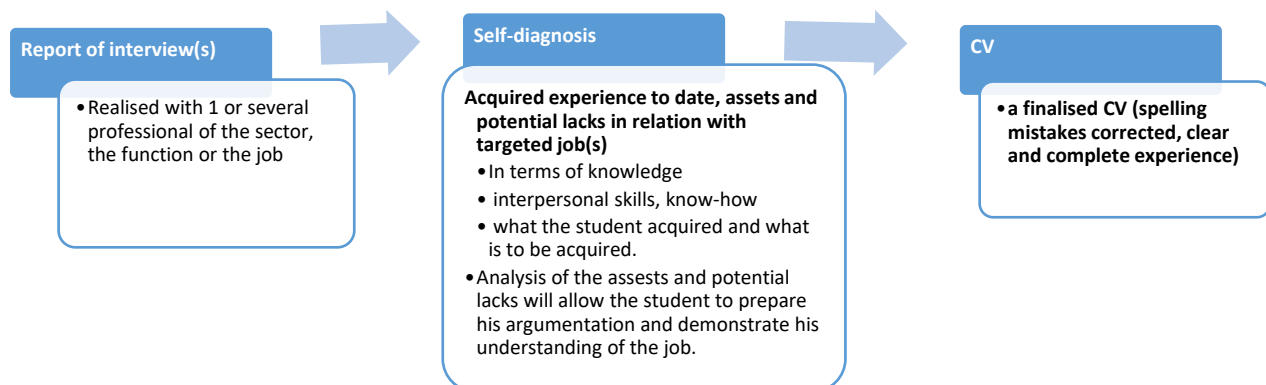 Report of interview(s)
•Realised with 1 or several
professional of the sector,
the function or the job
Self-diagnosis
Acquired experience to date, assets and
potential lacks in relation with
targeted job(s)
•In terms of knowledge
• interpersonal skills, know-how
• what the student acquired and what
is to be acquired.
•Analysis of the assests and potential
lacks will allow the student to prepare
his argumentation and demonstrate his
understanding of the job.
CV
•a finalised CV (spelling
mistakes corrected, clear
and complete experience)